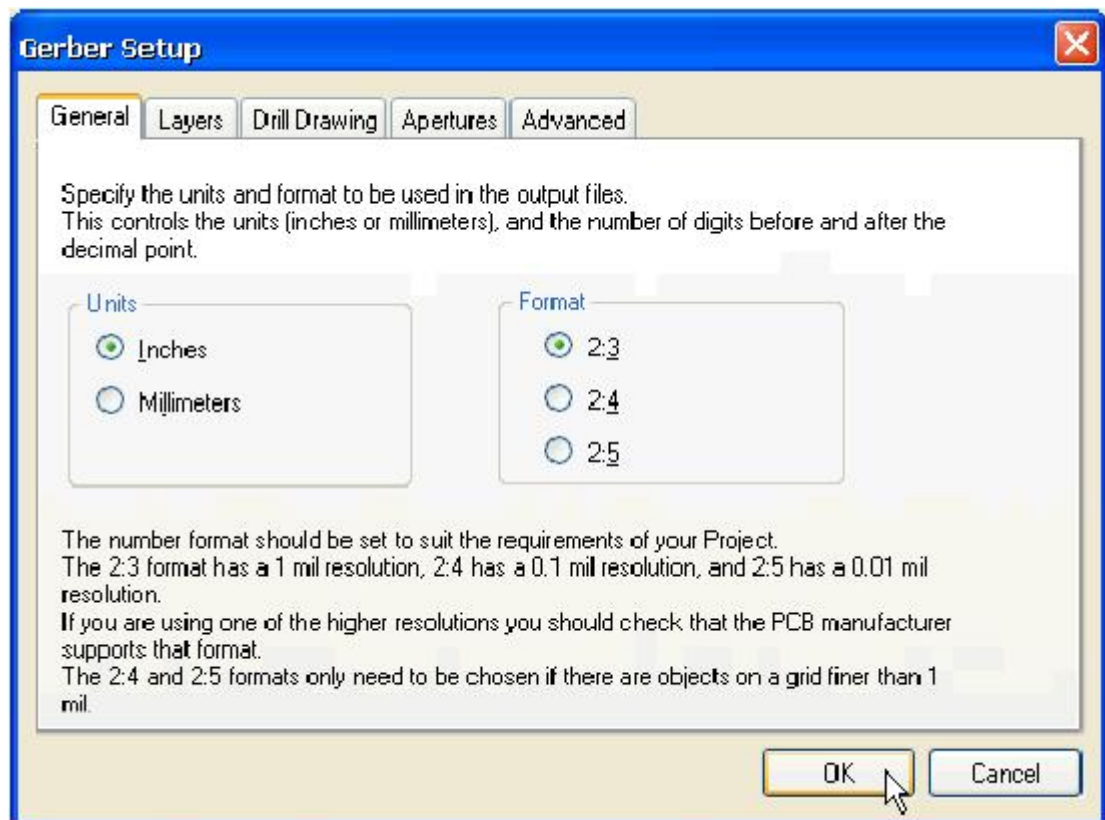 Gerber Setup
General Layers Drill Drawing Apertures Advanced
Specify the units and format to be used in the output files.
This controls the units (inches or millimeters), and the number of digits before and after the
decimal point.
Units
Inches
Millimeters
Format
2:3
2:4
2:5
The number format should be set to suit the requirements of your Project.
The 2:3 format has a 1 mil resolution, 2:4 has a 0.1 mil resolution, and 2:5 has a 0.01 mil
resolution.
If you are using one of the higher resolutions you should check that the PCB manufacturer
supports that format.
The 2:4 and 2:5 formats only need to be chosen if there are objects on a grid finer than 1
mil.
OK Cancel